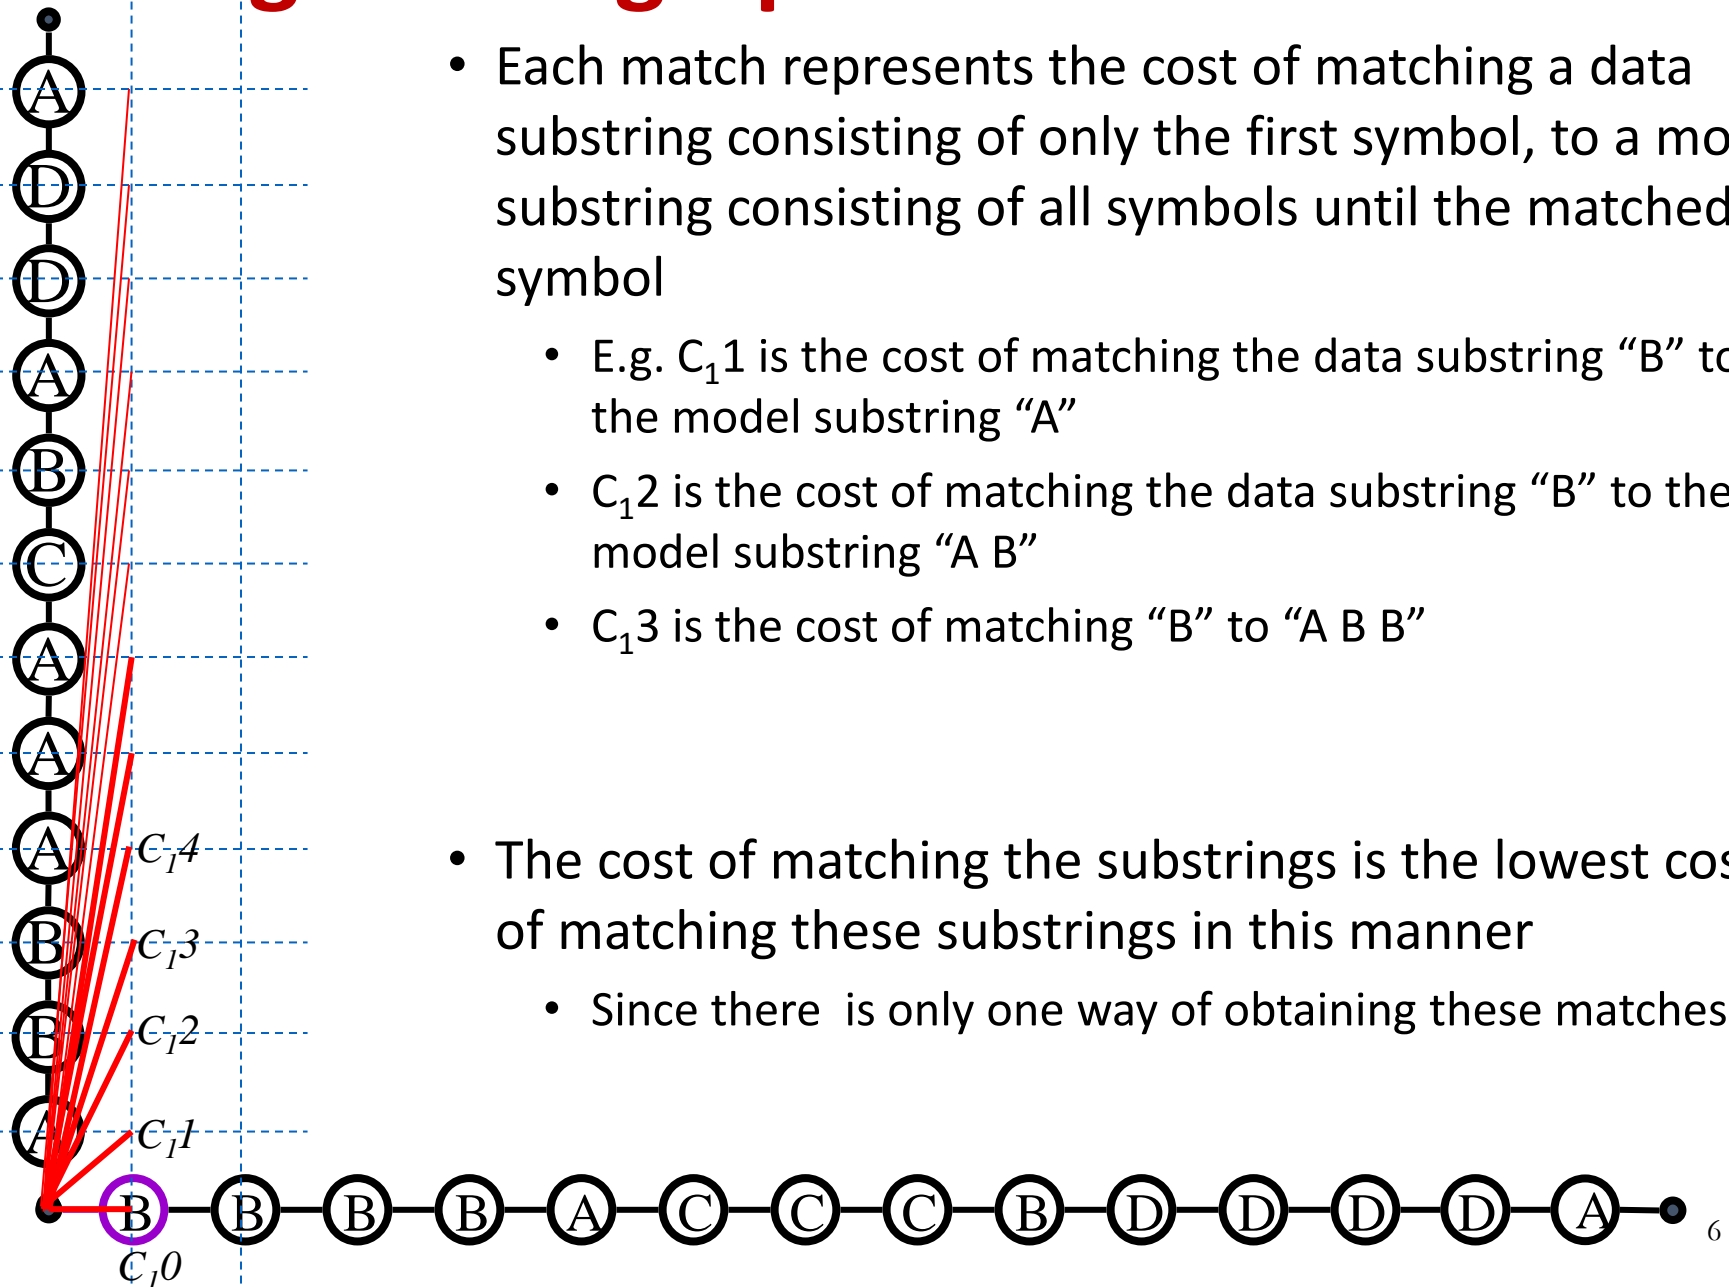 • Each match represents the cost of matching a data
substring consisting of only the first symbol, to a
substring consisting of all symbols until the matched
symbol
• E.g. C₁1 is the cost of matching the data substring “B”
the model substring “A”
• C₁2 is the cost of matching the data substring “B” to the
model substring “A B”
• C₁3 is the cost of matching “B” to “A B B”
• The cost of matching the substrings is the lowest
of matching these substrings in this manner
• Since there is only one way of obtaining these matches
A
D
D
A
B
C
A
A
A C₁4
B C₁3
B C₁2
A C₁1
B B B B A C C C B D D D D A
C₁0
6